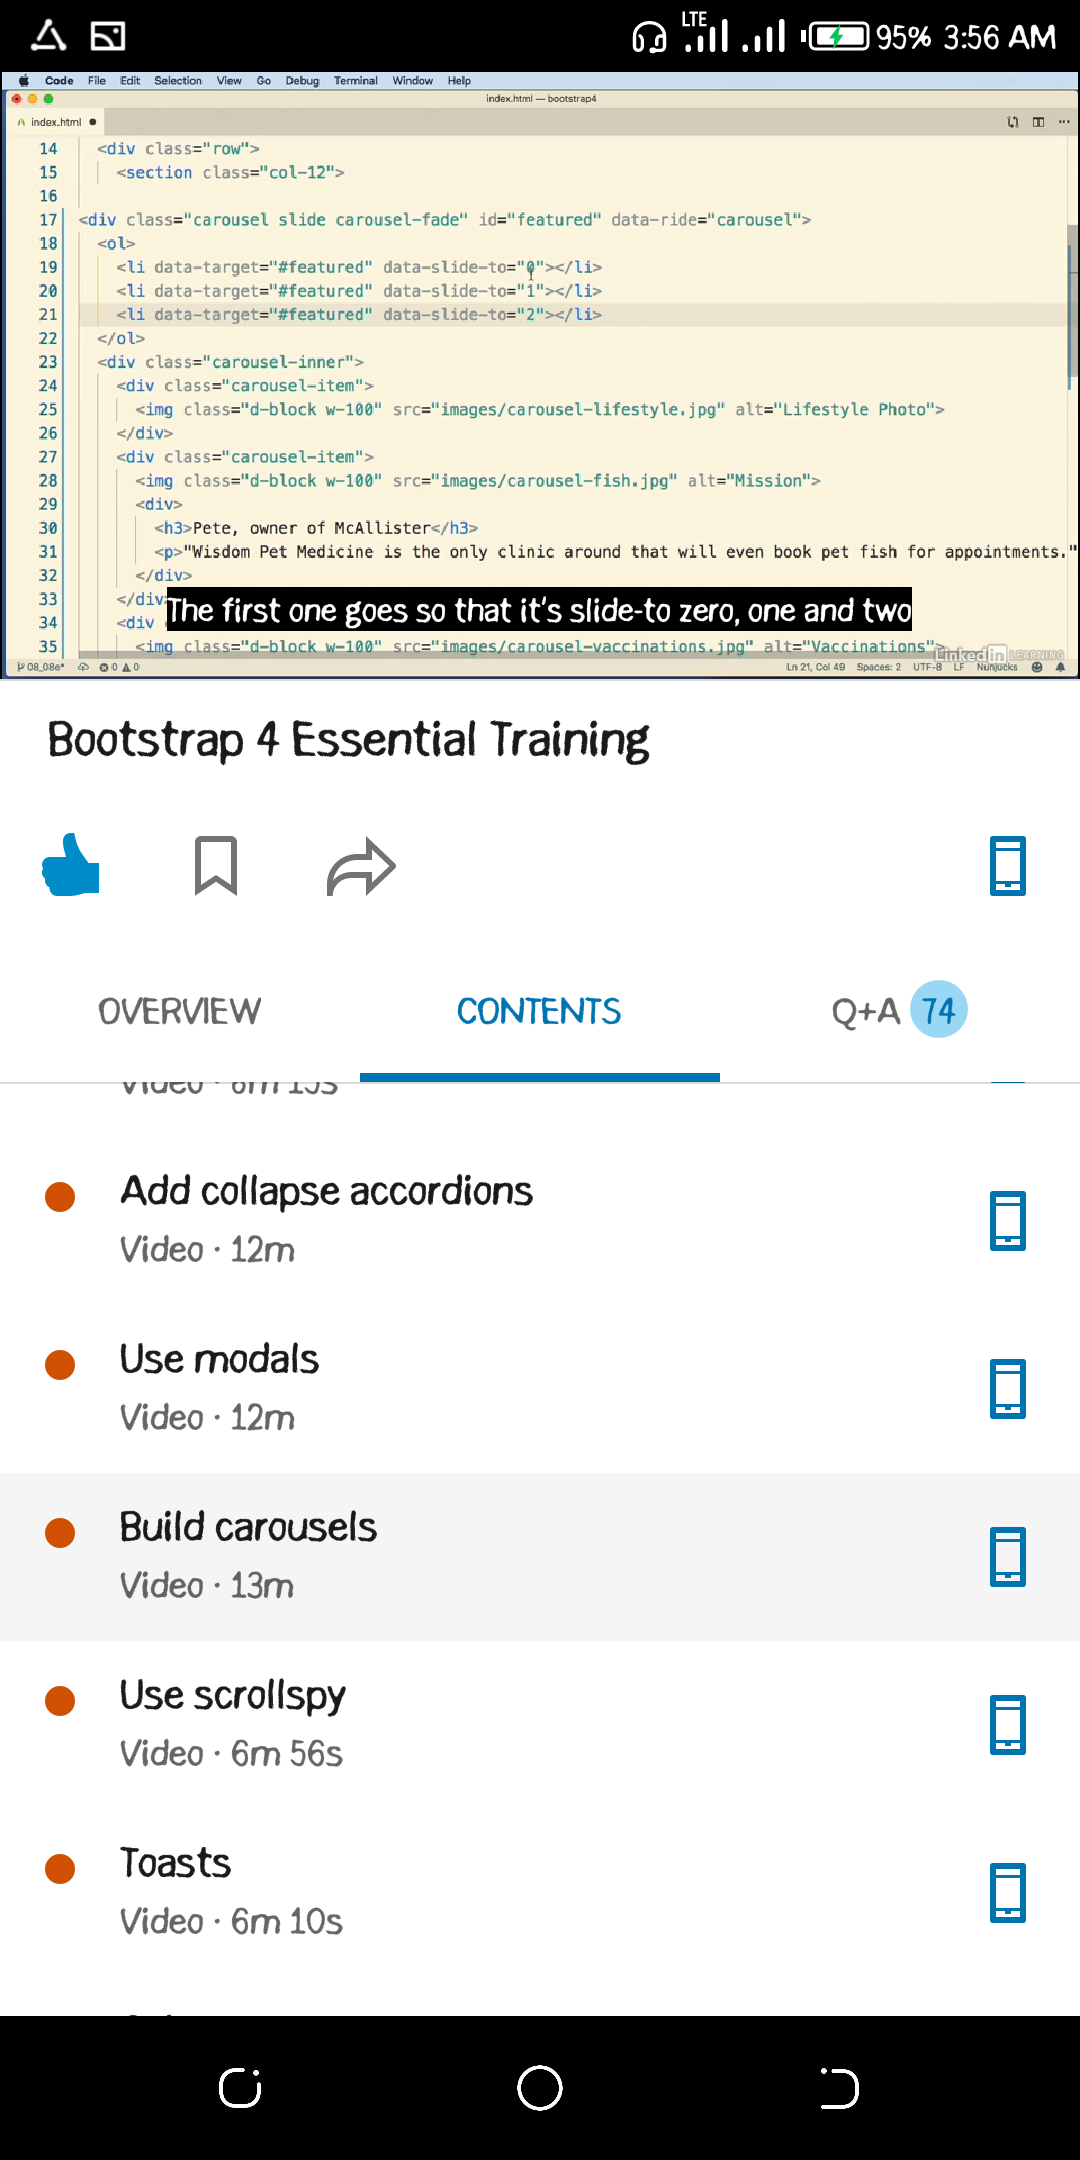 LTE 95% 3:56 AM
Code File Edit Selection View Go Debug Terminal Window Help
index.html — bootstrap4
index.html
14 <div class="row">
15 <section class="col-12">
16
17 <div class="carousel slide carousel-fade" id="featured" data-ride="carousel">
18 <ol>
19 <li data-target="#featured" data-slide-to="0"></li>
20 <li data-target="#featured" data-slide-to="1"></li>
21 <li data-target="#featured" data-slide-to="2"></li>
22 </ol>
23 <div class="carousel-inner">
24 <div class="carousel-item">
25 <img class="d-block w-100" src="images/carousel-lifestyle.jpg" alt="Lifestyle Photo">
26 </div>
27 <div class="carousel-item">
28 <img class="d-block w-100" src="images/carousel-fish.jpg" alt="Mission">
29 <div>
30 <h3>Pete, owner of McAllister</h3>
31 <p>"Wisdom Pet Medicine is the only clinic around that will even book pet fish for appointments."
32 </div>
33 </div
The first one goes so that it's slide-to zero, one and two
34 <div
35 <img class="d-block w-100" src="images/carousel-vaccinations.jpg" alt="Vaccinations">
LinkedIn LEARNING
08_08e* 0 0 Ln 21, Col 49 Spaces: 2 UTF-8 LF Nunjucks
Bootstrap 4 Essential Training
OVERVIEW CONTENTS Q+A 74
Video · 6m 15s
Add collapse accordions
Video · 12m
Use modals
Video · 12m
Build carousels
Video · 13m
Use scrollspy
Video · 6m 56s
Toasts
Video · 6m 10s